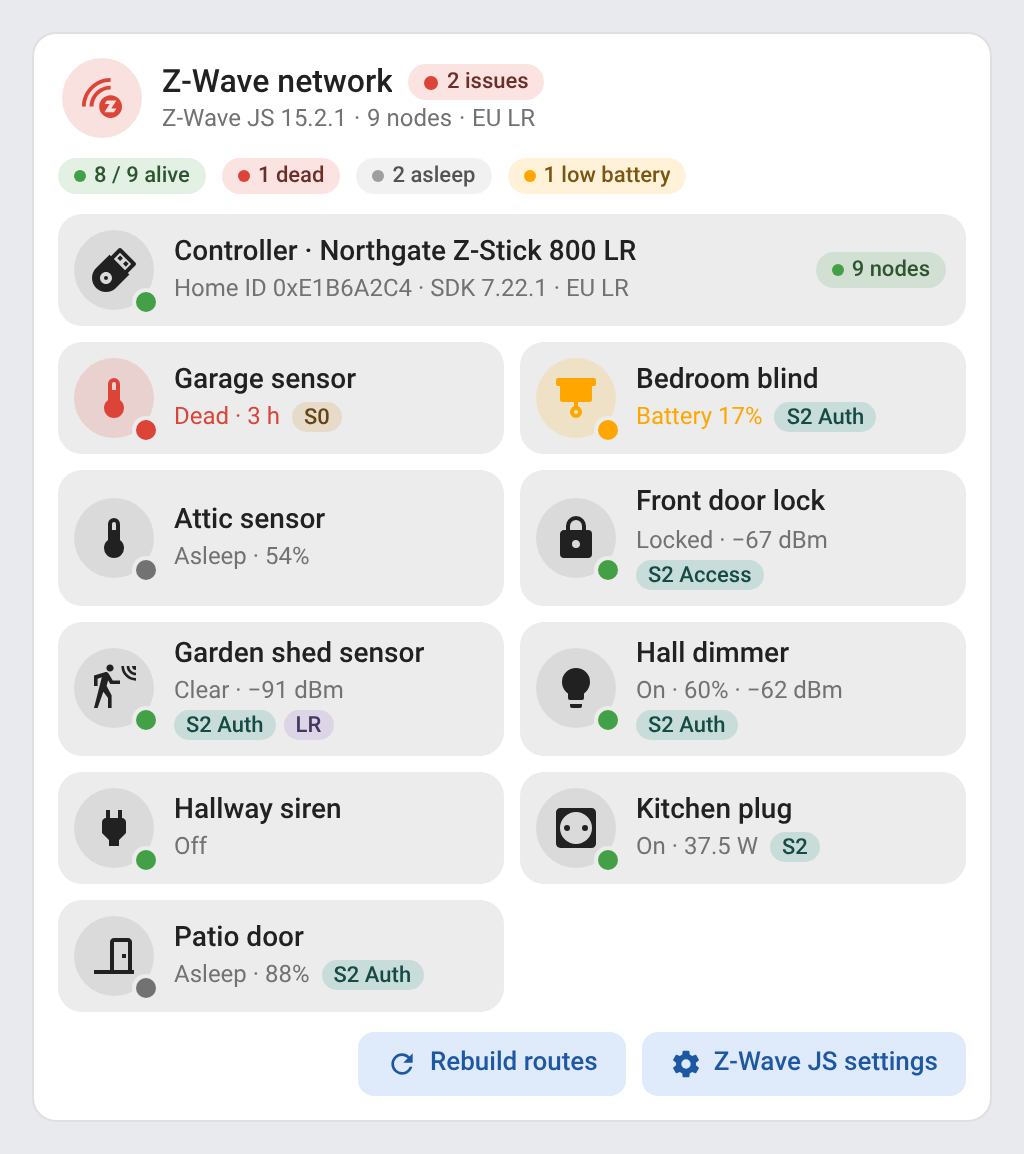 Z-Wave network
2 issues
Z-Wave JS 15.2.1 · 9 nodes · EU LR
8 / 9 alive
1 dead
2 asleep
1 low battery
Controller · Northgate Z-Stick 800 LR
Home ID 0xE1B6A2C4 · SDK 7.22.1 · EU LR
9 nodes
Garage sensor
Dead · 3 h
S0
Bedroom blind
Battery 17%
S2 Auth
Attic sensor
Asleep · 54%
Front door lock
Locked · −67 dBm
S2 Access
Garden shed sensor
Clear · −91 dBm
S2 Auth
LR
Hall dimmer
On · 60% · −62 dBm
S2 Auth
Hallway siren
Off
Kitchen plug
On · 37.5 W
S2
Patio door
Asleep · 88%
S2 Auth
Rebuild routes
Z-Wave JS settings